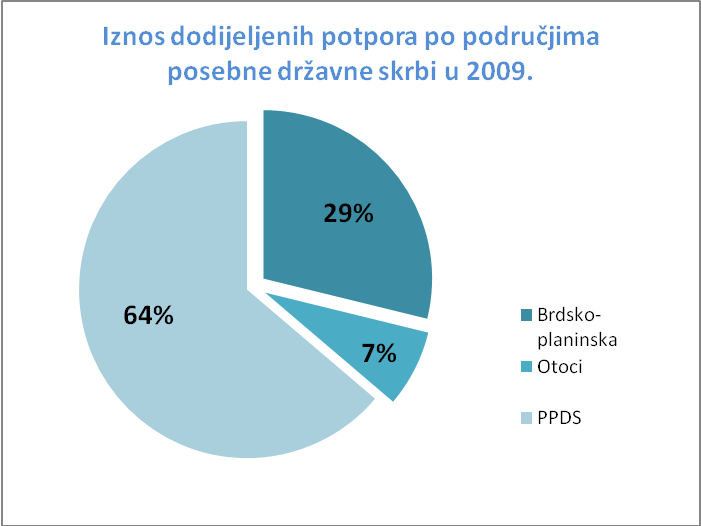 Iznos dodijeljenih potpora po područjima
posebne državne skrbi u 2009.
29%
64%
7%
Brdsko-
planinska
Otoci
PPDS